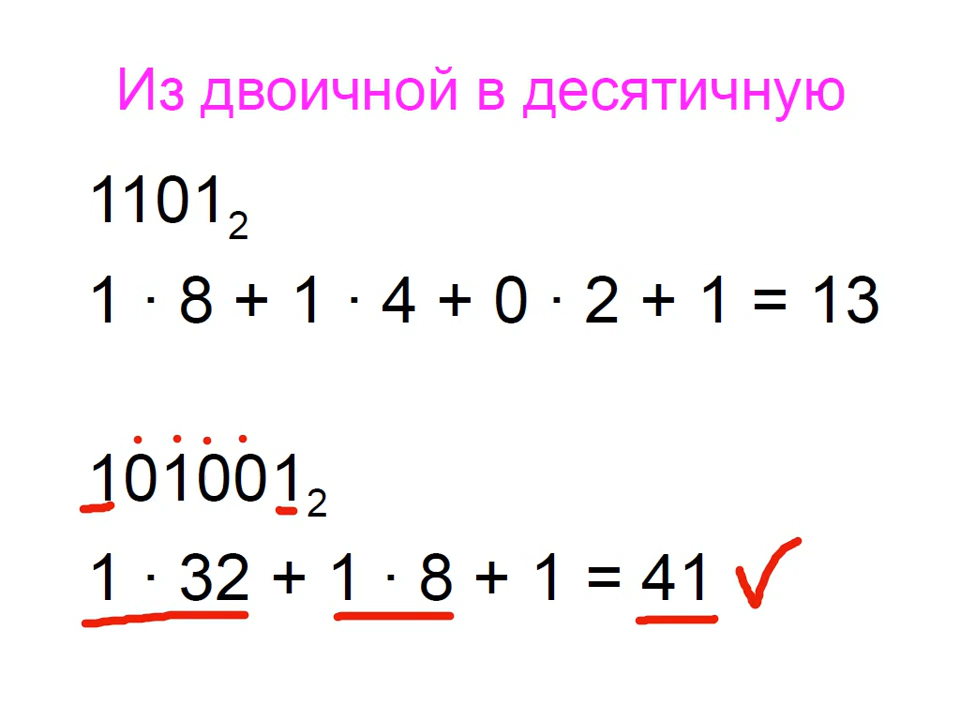 Из двоичной в десятичную
1101₂
1 · 8 + 1 · 4 + 0 · 2 + 1 = 13
101001₂
1 · 32 + 1 · 8 + 1 = 41